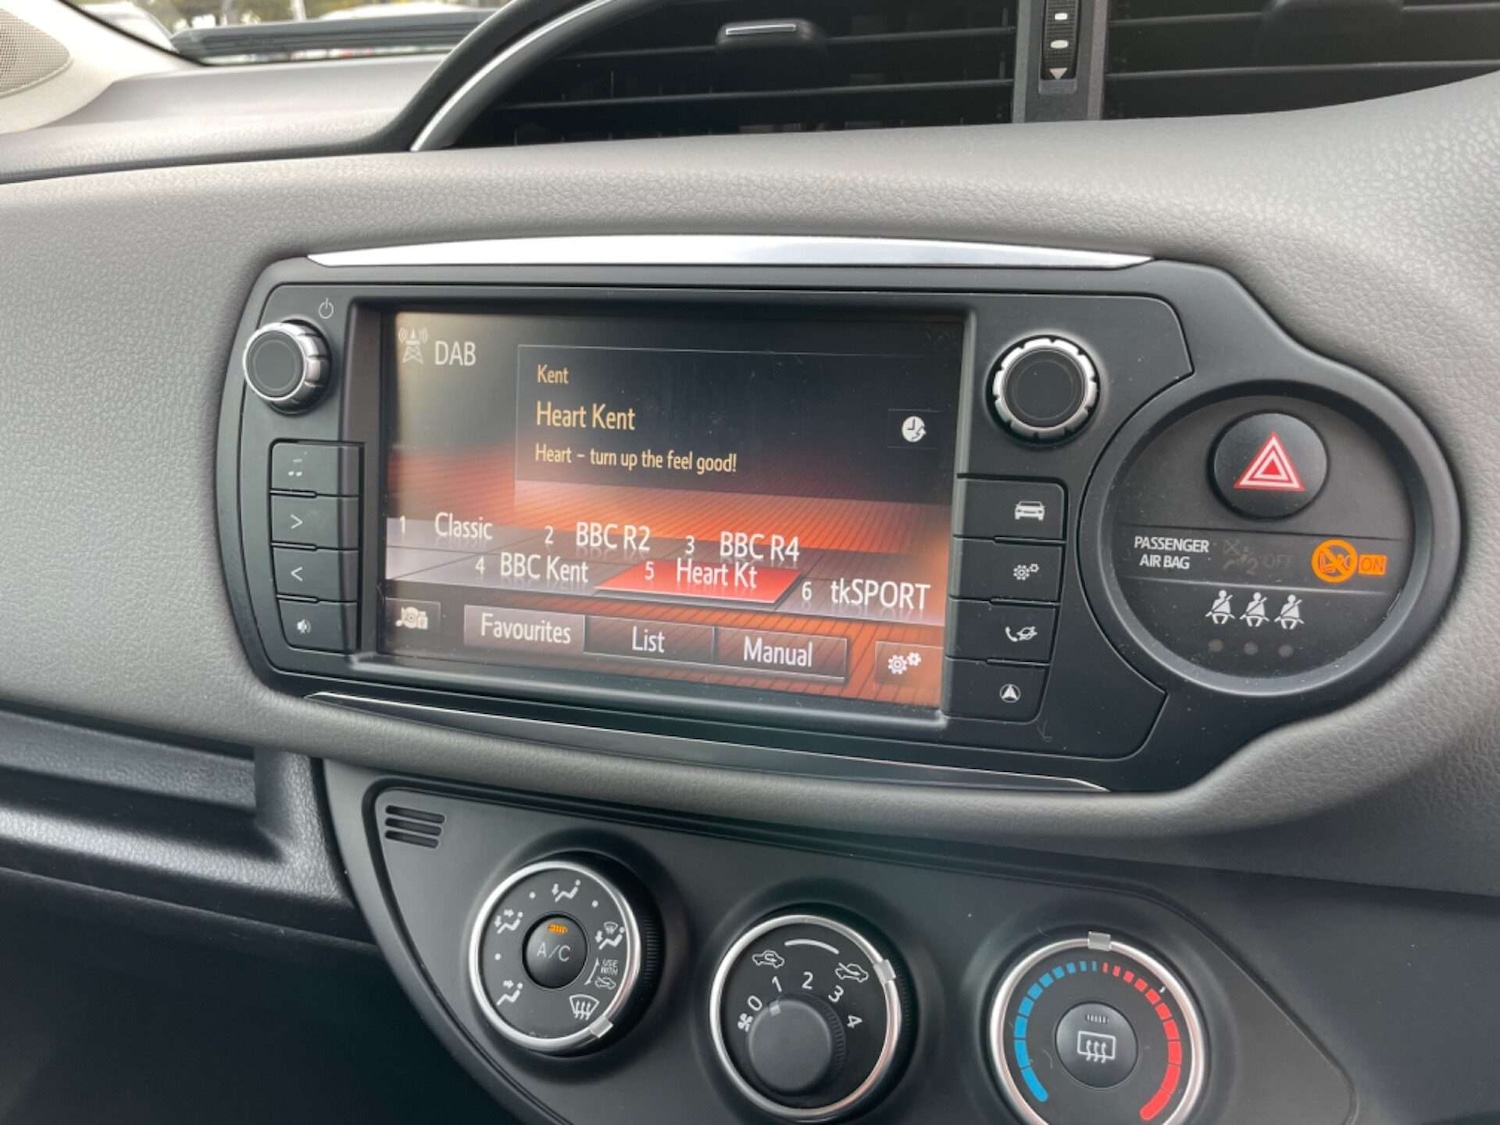 DAB
Kent
Heart Kent
Heart - turn up the feel good!
1 Classic 2 BBC R2 3 BBC R4
4 BBC Kent 5 Heart Kt 6 tkSPORT
Favourites List Manual
PASSENGER
AIR BAG
OFF
ON
A/C
USE
WITH
0 1 2 3 4